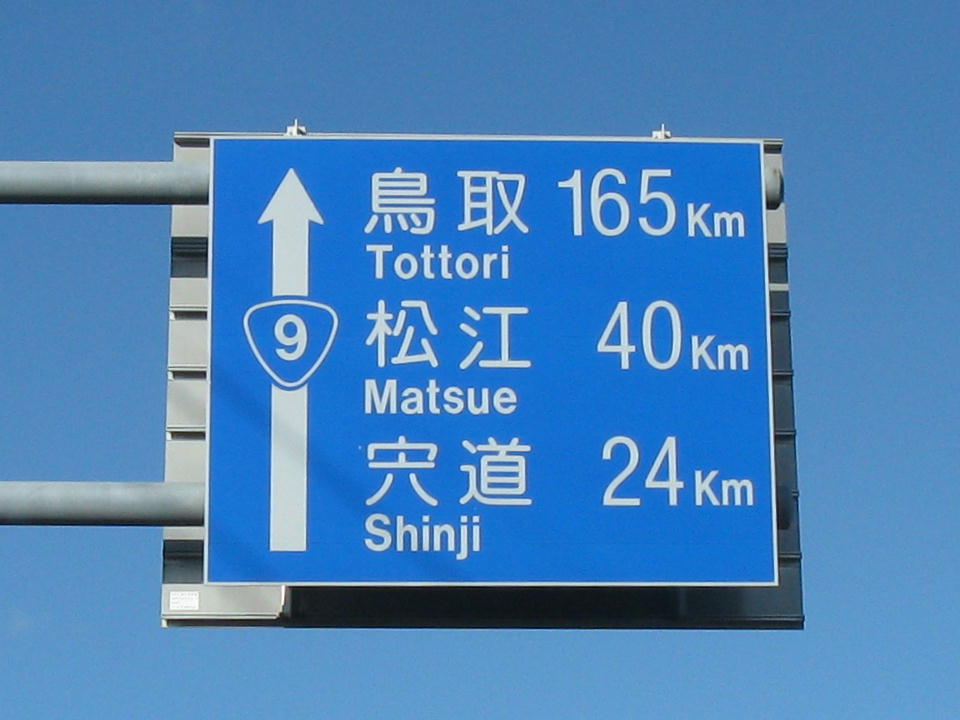 鳥取 165Km
Tottori
9
松江 40Km
Matsue
宍道 24Km
Shinji